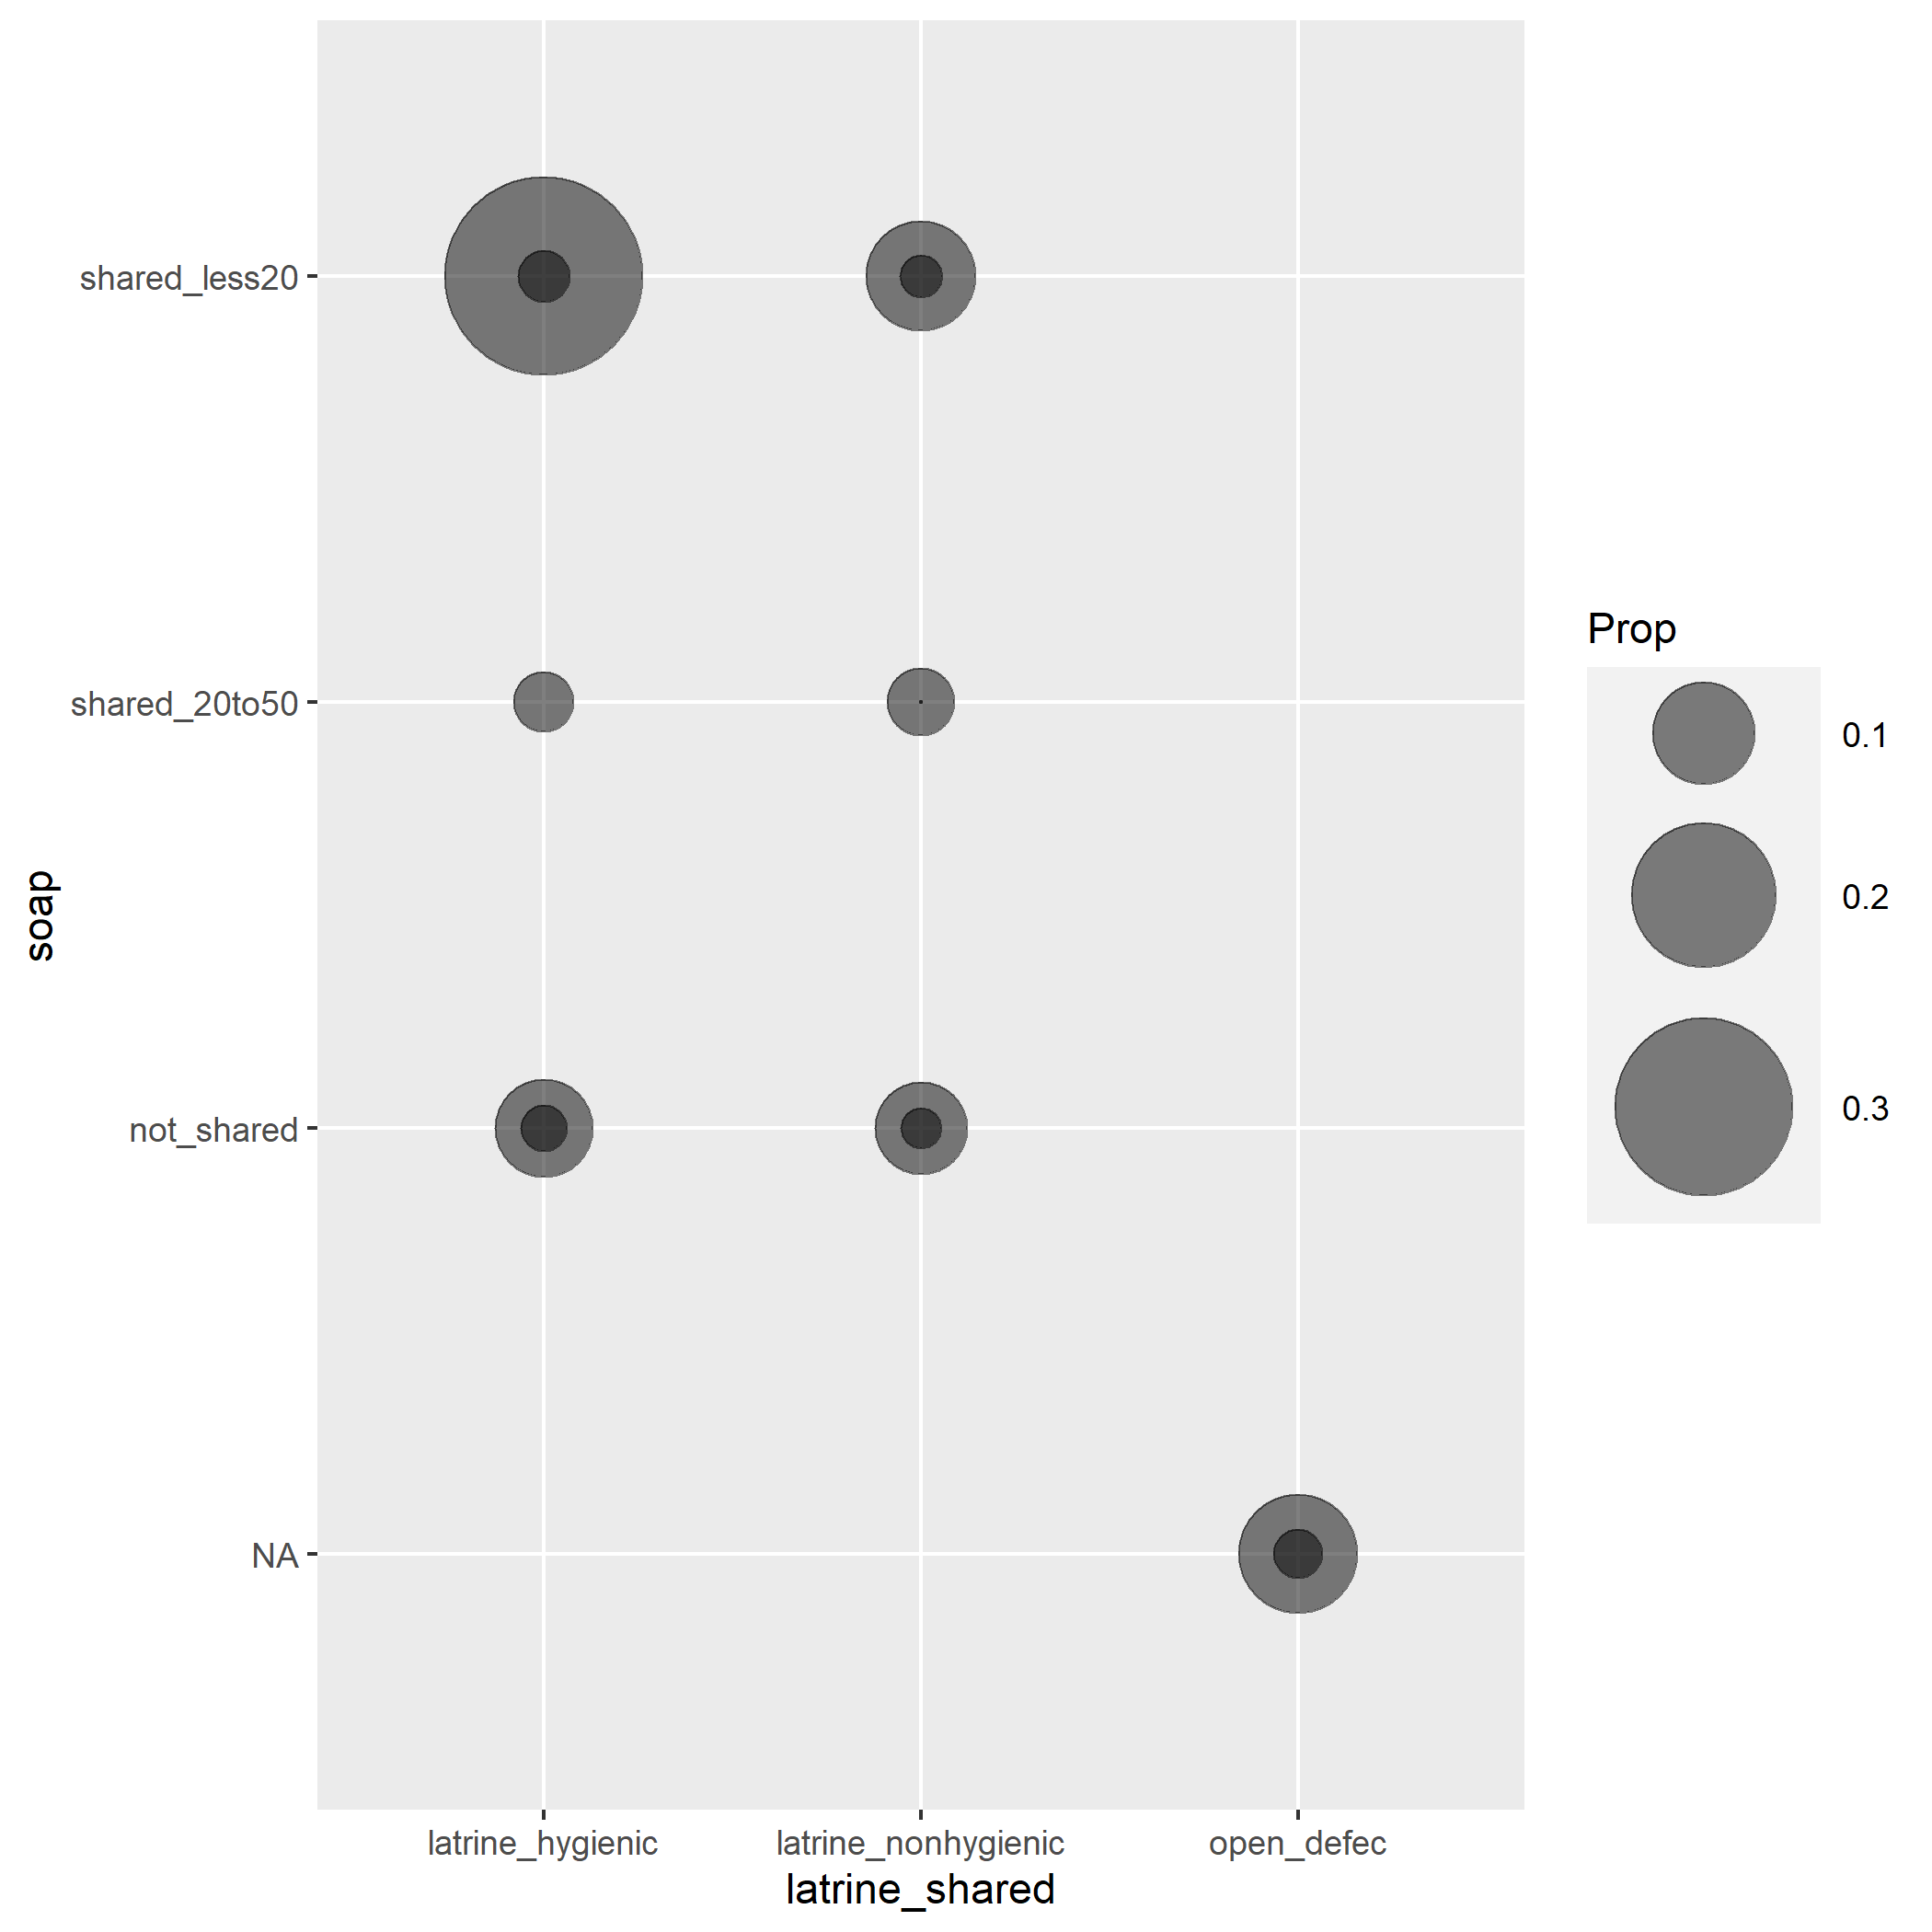 shared_less20
shared_20to50
not_shared
NA
soap
latrine_hygienic
latrine_nonhygienic
open_defec
latrine_shared
Prop
0.1
0.2
0.3